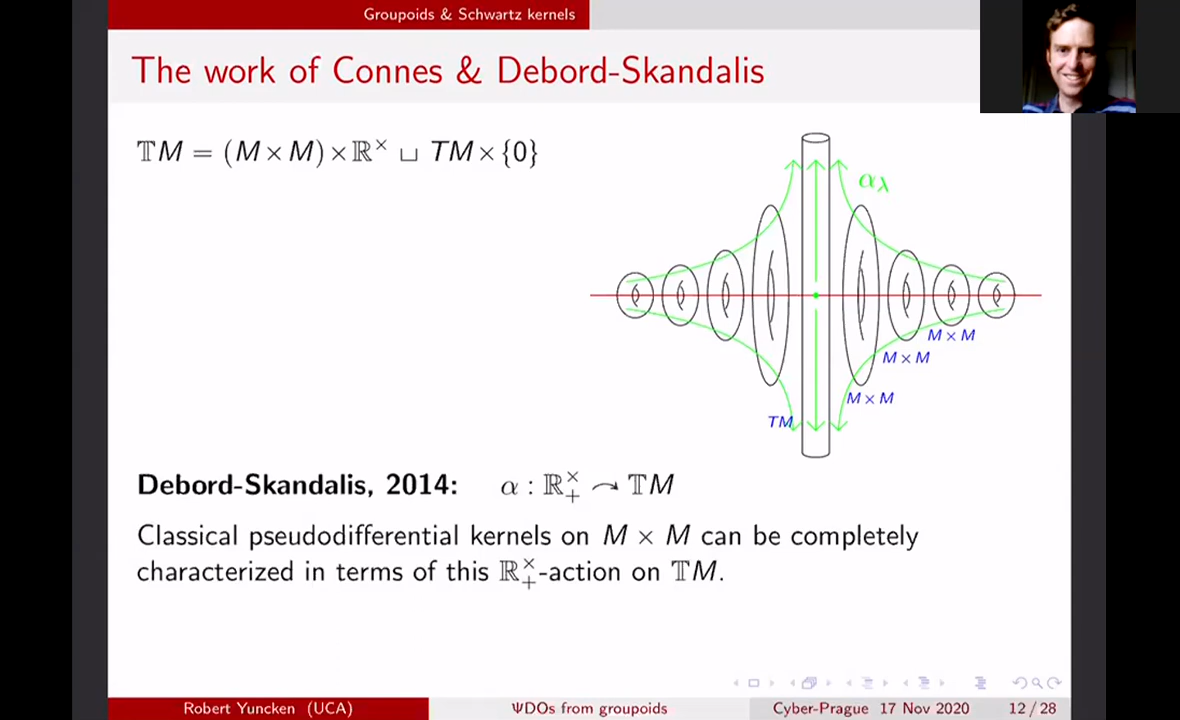 Groupoids & Schwartz kernels
The work of Connes & Debord-Skandalis
𝕋M = (M × M) × ℝ^× ⊔ TM × {0}
α_λ
M × M
M × M
M × M
TM
Debord-Skandalis, 2014: α : ℝ₊^× ↷ 𝕋M
Classical pseudodifferential kernels on M × M can be completely
characterized in terms of this ℝ₊^×-action on 𝕋M.
Robert Yuncken (UCA) ΨDOs from groupoids Cyber-Prague 17 Nov 2020 12 / 28